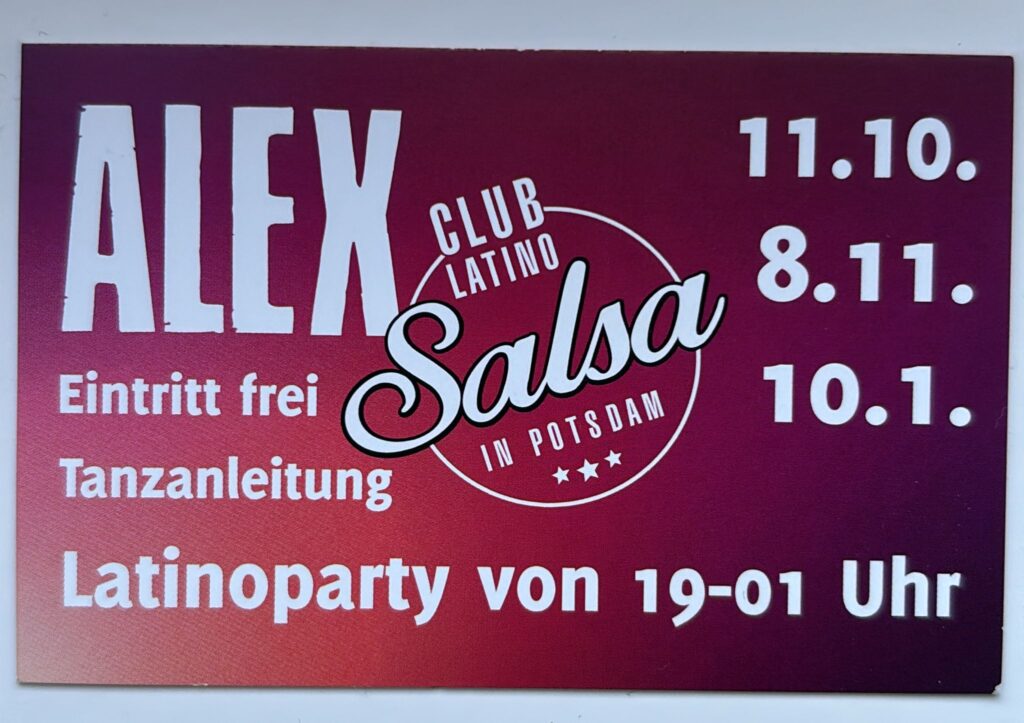 ALEX
CLUB
LATINO
Salsa
IN POTSDAM
11.10.
8.11.
10.1.
Eintritt frei
Tanzanleitung
Latinoparty von 19-01 Uhr